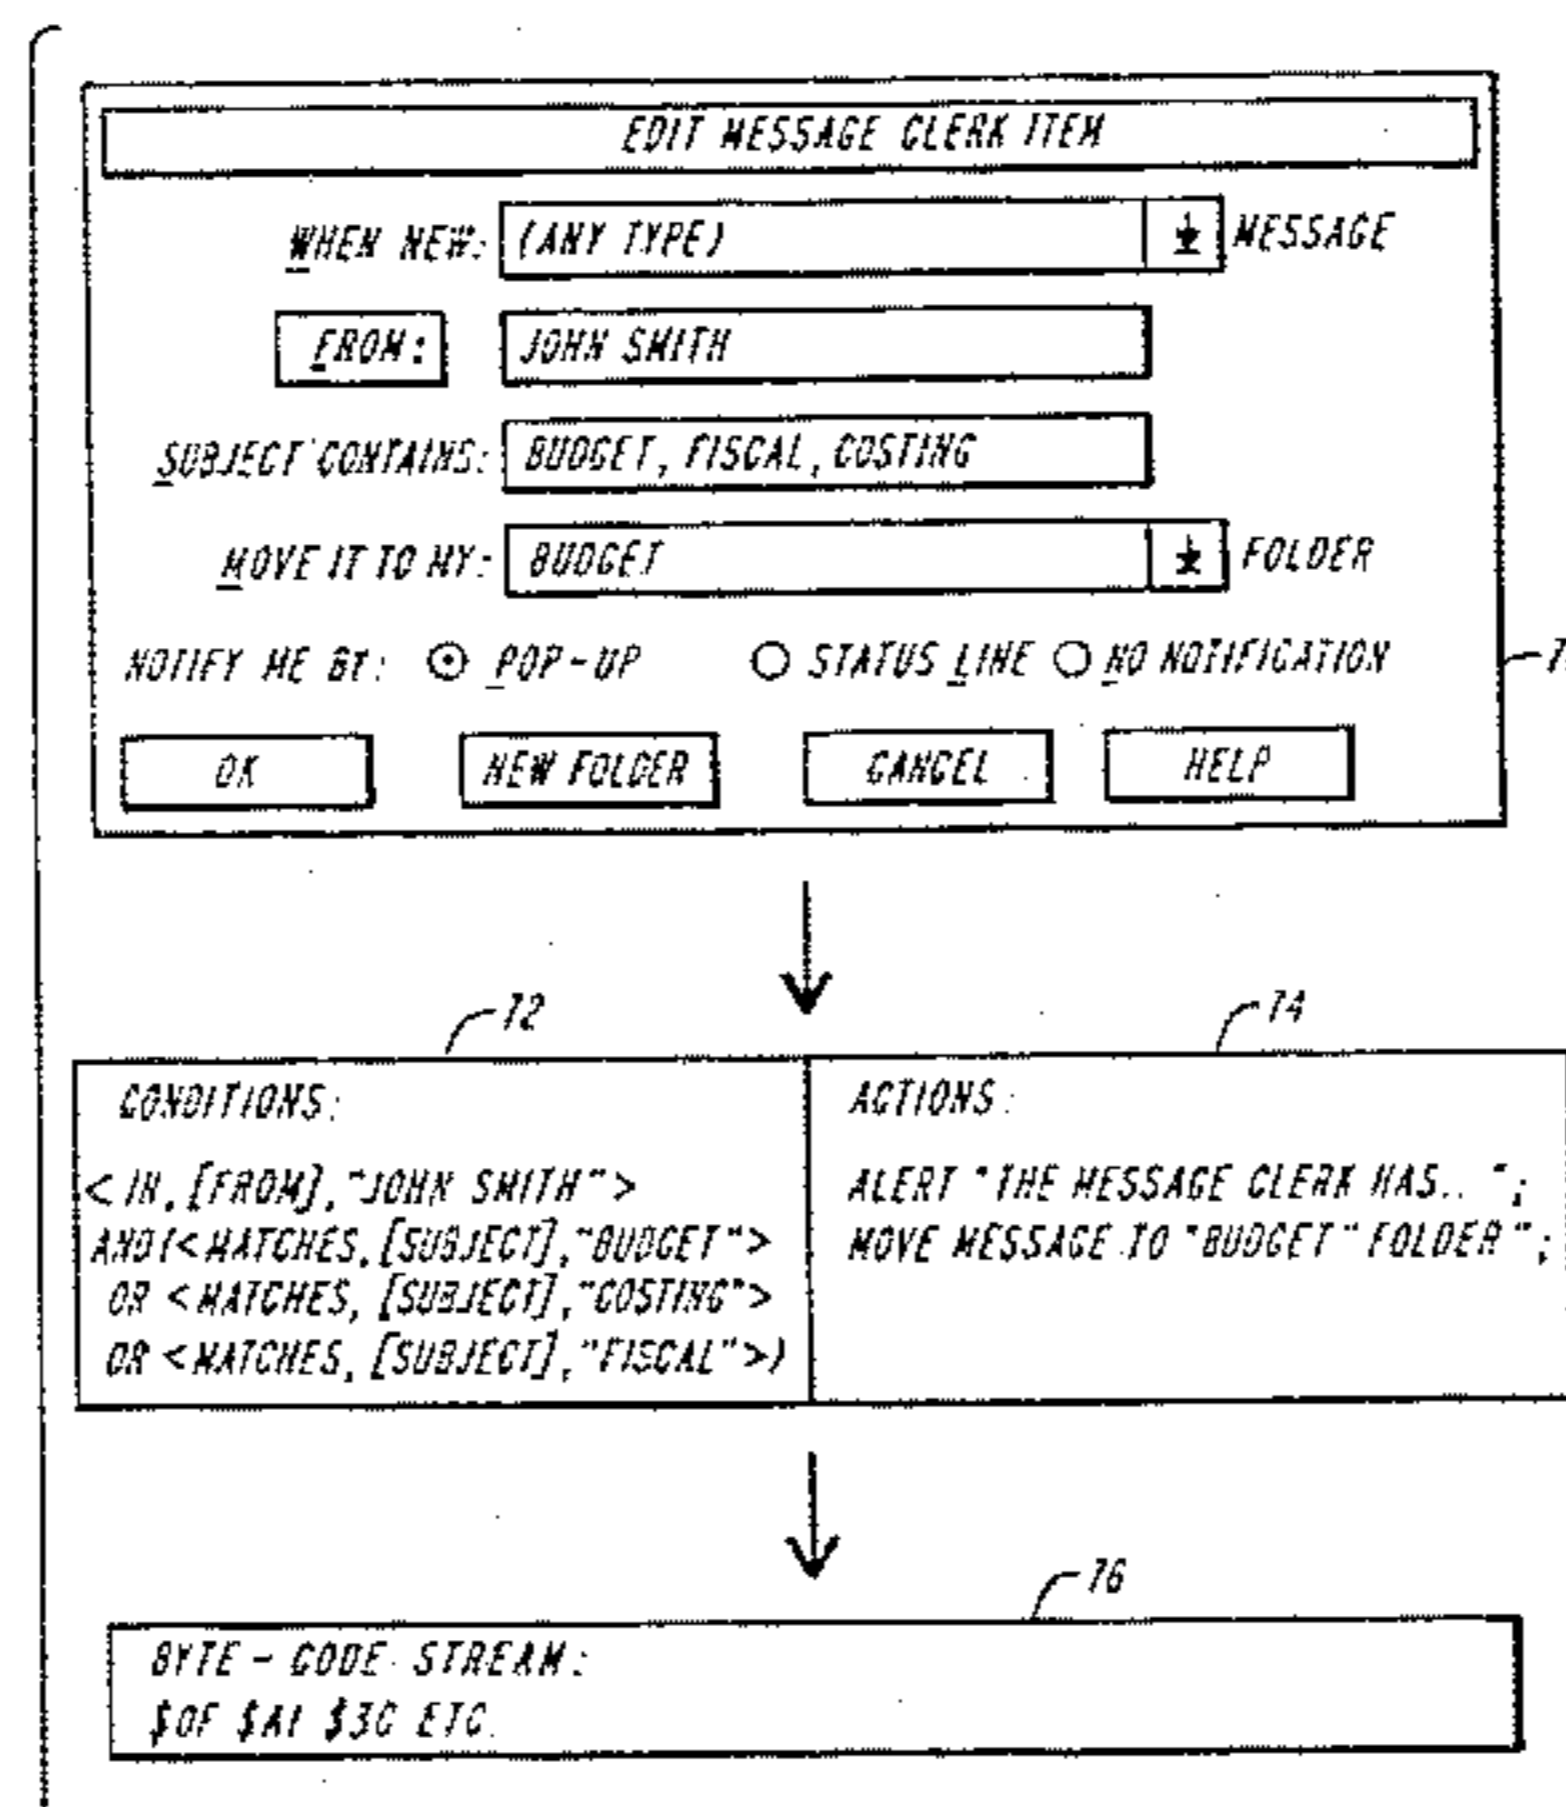 EDIT MESSAGE CLERK ITEM
WHEN NEW: (ANY TYPE) MESSAGE
FROM: JOHN SMITH
SUBJECT CONTAINS: BUDGET, FISCAL, COSTING
MOVE IT TO MY: BUDGET FOLDER
NOTIFY ME BY: POP-UP STATUS LINE NO NOTIFICATION
OK NEW FOLDER CANCEL HELP
72 74
CONDITIONS: ACTIONS:
<IN, [FROM], "JOHN SMITH"> ALERT "THE MESSAGE CLERK HAS.. ";
AND(<MATCHES, [SUBJECT], "BUDGET"> MOVE MESSAGE TO "BUDGET" FOLDER ";
OR <MATCHES, [SUBJECT], "COSTING">
OR <MATCHES, [SUBJECT], "FISCAL">)
76
BYTE-CODE STREAM:
$0F $A1 $3C ETC.